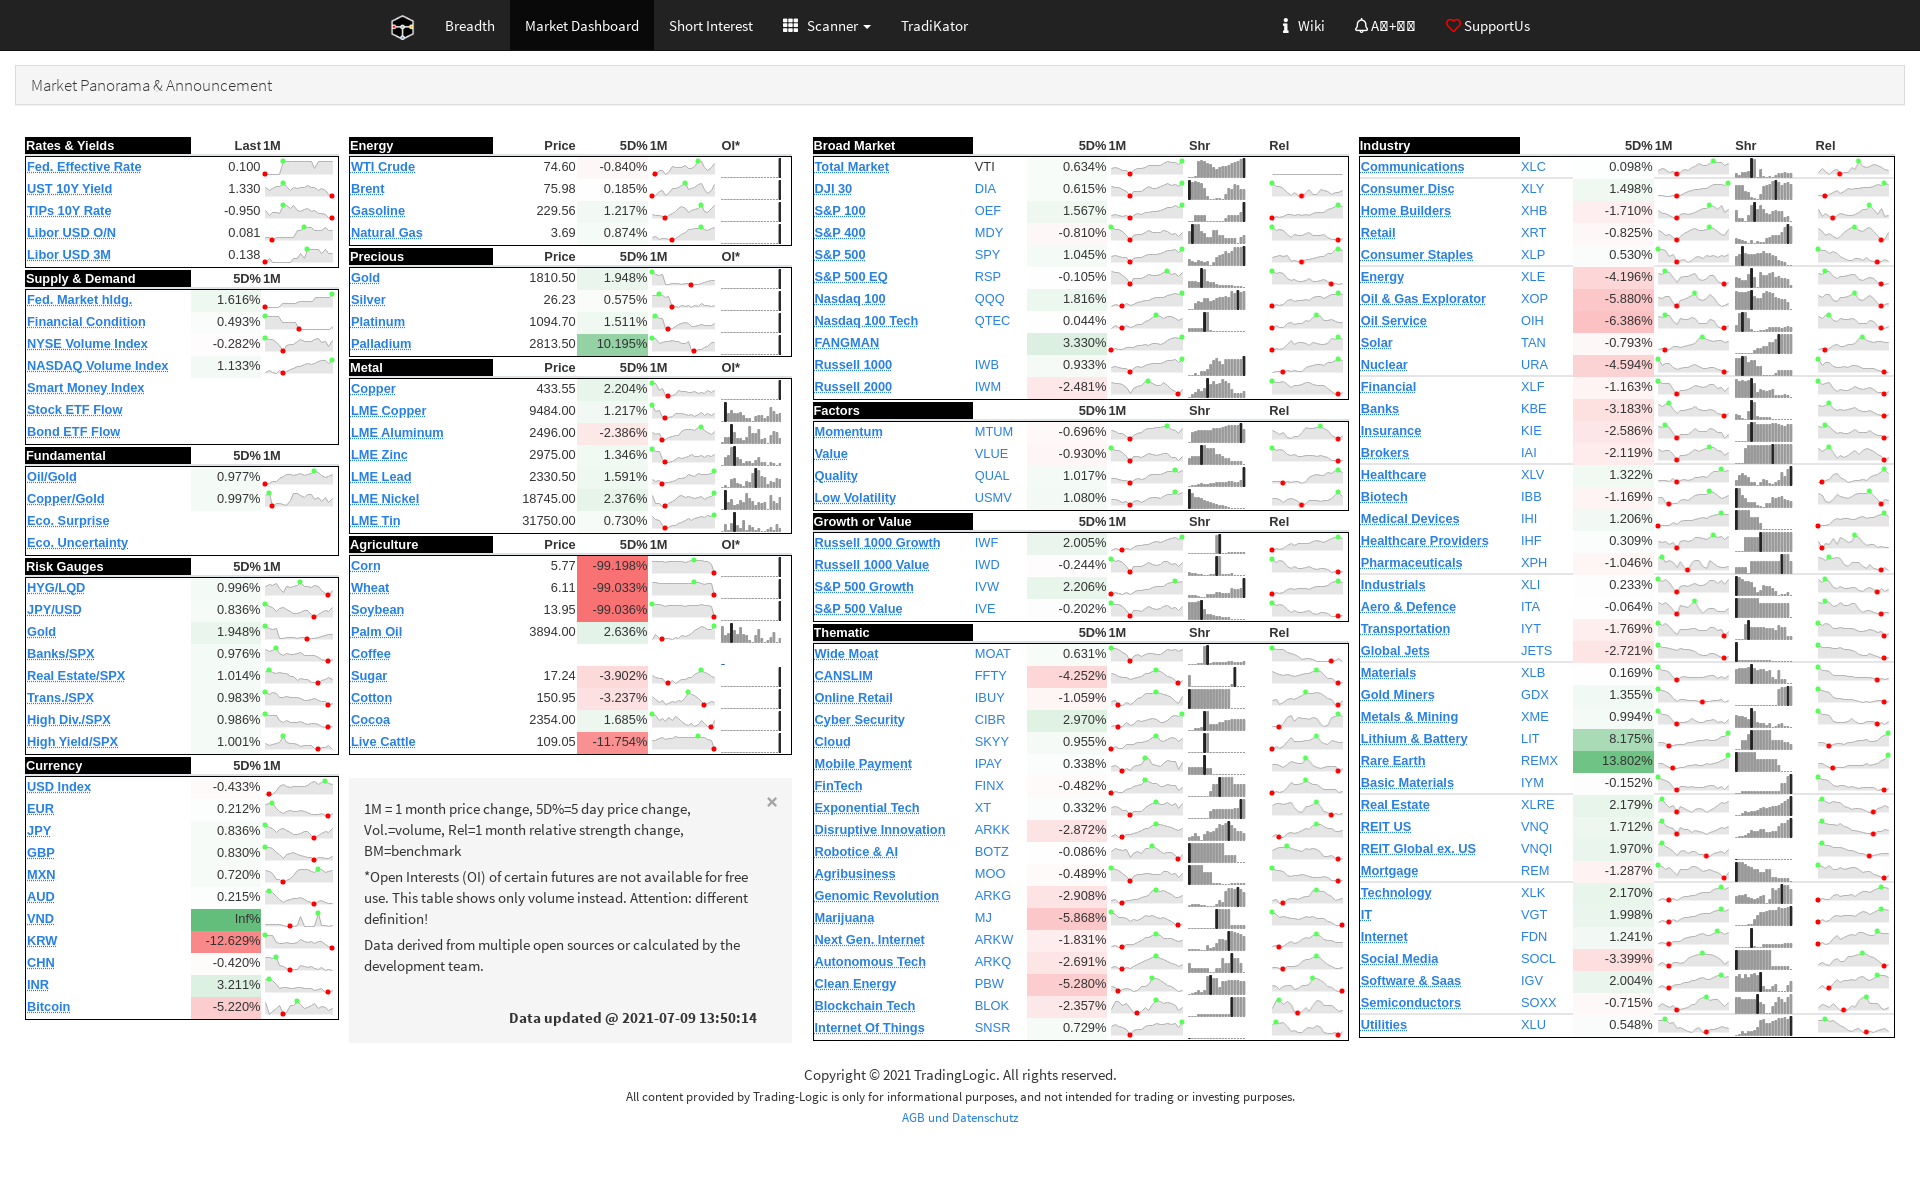 Breadth Market Dashboard Short Interest Scanner TradiKator Wiki SupportUs
Market Panorama & Announcement
Rates & Yields Last 1M
Fed. Effective Rate 0.100
UST 10Y Yield 1.330
TIPs 10Y Rate -0.950
Libor USD O/N 0.081
Libor USD 3M 0.138
Supply & Demand 5D% 1M
Fed. Market hldg. 1.616%
Financial Condition 0.493%
NYSE Volume Index -0.282%
NASDAQ Volume Index 1.133%
Smart Money Index
Stock ETF Flow
Bond ETF Flow
Fundamental 5D% 1M
Oil/Gold 0.977%
Copper/Gold 0.997%
Eco. Surprise
Eco. Uncertainty
Risk Gauges 5D% 1M
HYG/LQD 0.996%
JPY/USD 0.836%
Gold 1.948%
Banks/SPX 0.976%
Real Estate/SPX 1.014%
Trans./SPX 0.983%
High Div./SPX 0.986%
High Yield/SPX 1.001%
Currency 5D% 1M
USD Index -0.433%
EUR 0.212%
JPY 0.836%
GBP 0.830%
MXN 0.720%
AUD 0.215%
VND Inf%
KRW -12.629%
CHN -0.420%
INR 3.211%
Bitcoin -5.220%
Energy Price 5D% 1M OI*
WTI Crude 74.60 -0.840%
Brent 75.98 0.185%
Gasoline 229.56 1.217%
Natural Gas 3.69 0.874%
Precious Price 5D% 1M OI*
Gold 1810.50 1.948%
Silver 26.23 0.575%
Platinum 1094.70 1.511%
Palladium 2813.50 10.195%
Metal Price 5D% 1M OI*
Copper 433.55 2.204%
LME Copper 9484.00 1.217%
LME Aluminum 2496.00 -2.386%
LME Zinc 2975.00 1.346%
LME Lead 2330.50 1.591%
LME Nickel 18745.00 2.376%
LME Tin 31750.00 0.730%
Agriculture Price 5D% 1M OI*
Corn 5.77 -99.198%
Wheat 6.11 -99.033%
Soybean 13.95 -99.036%
Palm Oil 3894.00 2.636%
Coffee -
Sugar 17.24 -3.902%
Cotton 150.95 -3.237%
Cocoa 2354.00 1.685%
Live Cattle 109.05 -11.754%
×
1M = 1 month price change, 5D%=5 day price change,
Vol.=volume, Rel=1 month relative strength change,
BM=benchmark
*Open Interests (OI) of certain futures are not available for free
use. This table shows only volume instead. Attention: different
definition!
Data derived from multiple open sources or calculated by the
development team.
Data updated @ 2021-07-09 13:50:14
Broad Market 5D% 1M Shr Rel
Total Market VTI 0.634%
DJI 30 DIA 0.615%
S&P 100 OEF 1.567%
S&P 400 MDY -0.810%
S&P 500 SPY 1.045%
S&P 500 EQ RSP -0.105%
Nasdaq 100 QQQ 1.816%
Nasdaq 100 Tech QTEC 0.044%
FANGMAN 3.330%
Russell 1000 IWB 0.933%
Russell 2000 IWM -2.481%
Factors 5D% 1M Shr Rel
Momentum MTUM -0.696%
Value VLUE -0.930%
Quality QUAL 1.017%
Low Volatility USMV 1.080%
Growth or Value 5D% 1M Shr Rel
Russell 1000 Growth IWF 2.005%
Russell 1000 Value IWD -0.244%
S&P 500 Growth IVW 2.206%
S&P 500 Value IVE -0.202%
Thematic 5D% 1M Shr Rel
Wide Moat MOAT 0.631%
CANSLIM FFTY -4.252%
Online Retail IBUY -1.059%
Cyber Security CIBR 2.970%
Cloud SKYY 0.955%
Mobile Payment IPAY 0.338%
FinTech FINX -0.482%
Exponential Tech XT 0.332%
Disruptive Innovation ARKK -2.872%
Robotice & AI BOTZ -0.086%
Agribusiness MOO -0.489%
Genomic Revolution ARKG -2.908%
Marijuana MJ -5.868%
Next Gen. Internet ARKW -1.831%
Autonomous Tech ARKQ -2.691%
Clean Energy PBW -5.280%
Blockchain Tech BLOK -2.357%
Internet Of Things SNSR 0.729%
Industry 5D% 1M Shr Rel
Communications XLC 0.098%
Consumer Disc XLY 1.498%
Home Builders XHB -1.710%
Retail XRT -0.825%
Consumer Staples XLP 0.530%
Energy XLE -4.196%
Oil & Gas Explorator XOP -5.880%
Oil Service OIH -6.386%
Solar TAN -0.793%
Nuclear URA -4.594%
Financial XLF -1.163%
Banks KBE -3.183%
Insurance KIE -2.586%
Brokers IAI -2.119%
Healthcare XLV 1.322%
Biotech IBB -1.169%
Medical Devices IHI 1.206%
Healthcare Providers IHF 0.309%
Pharmaceuticals XPH -1.046%
Industrials XLI 0.233%
Aero & Defence ITA -0.064%
Transportation IYT -1.769%
Global Jets JETS -2.721%
Materials XLB 0.169%
Gold Miners GDX 1.355%
Metals & Mining XME 0.994%
Lithium & Battery LIT 8.175%
Rare Earth REMX 13.802%
Basic Materials IYM -0.152%
Real Estate XLRE 2.179%
REIT US VNQ 1.712%
REIT Global ex. US VNQI 1.970%
Mortgage REM -1.287%
Technology XLK 2.170%
IT VGT 1.998%
Internet FDN 1.241%
Social Media SOCL -3.399%
Software & Saas IGV 2.004%
Semiconductors SOXX -0.715%
Utilities XLU 0.548%
Copyright © 2021 TradingLogic. All rights reserved.
All content provided by Trading-Logic is only for informational purposes, and not intended for trading or investing purposes.
AGB und Datenschutz